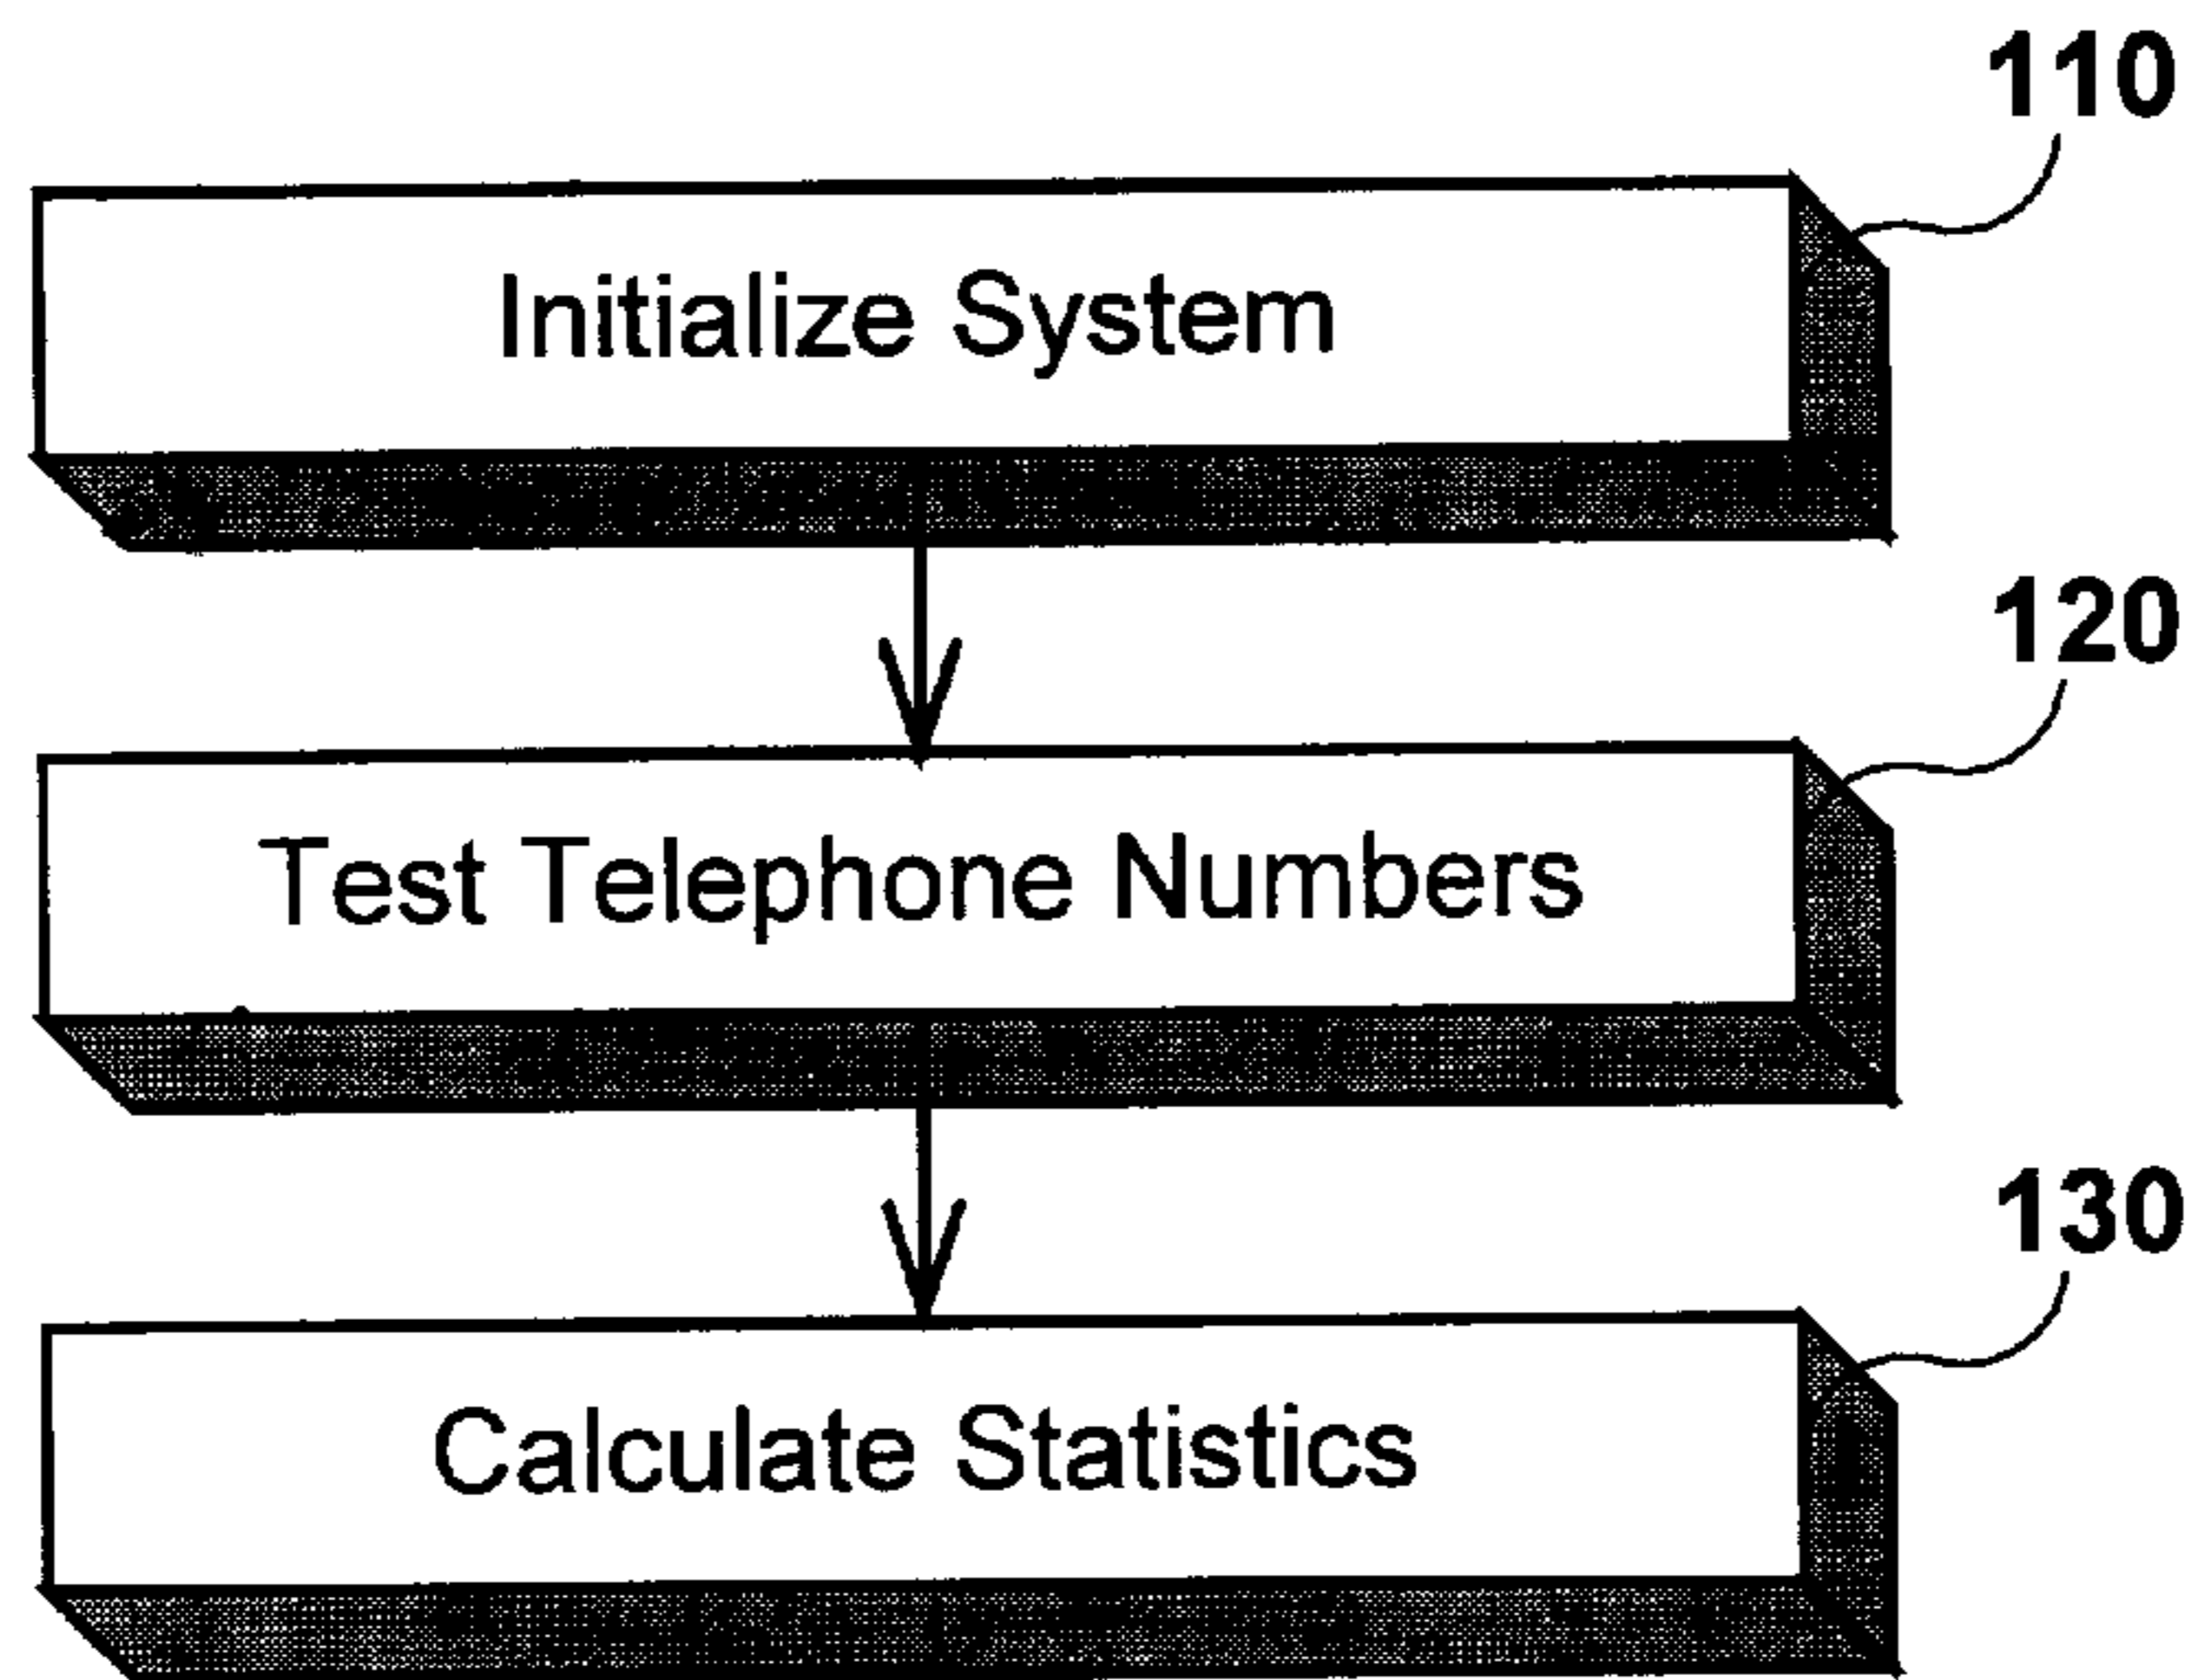 110
Initialize System
120
Test Telephone Numbers
130
Calculate Statistics